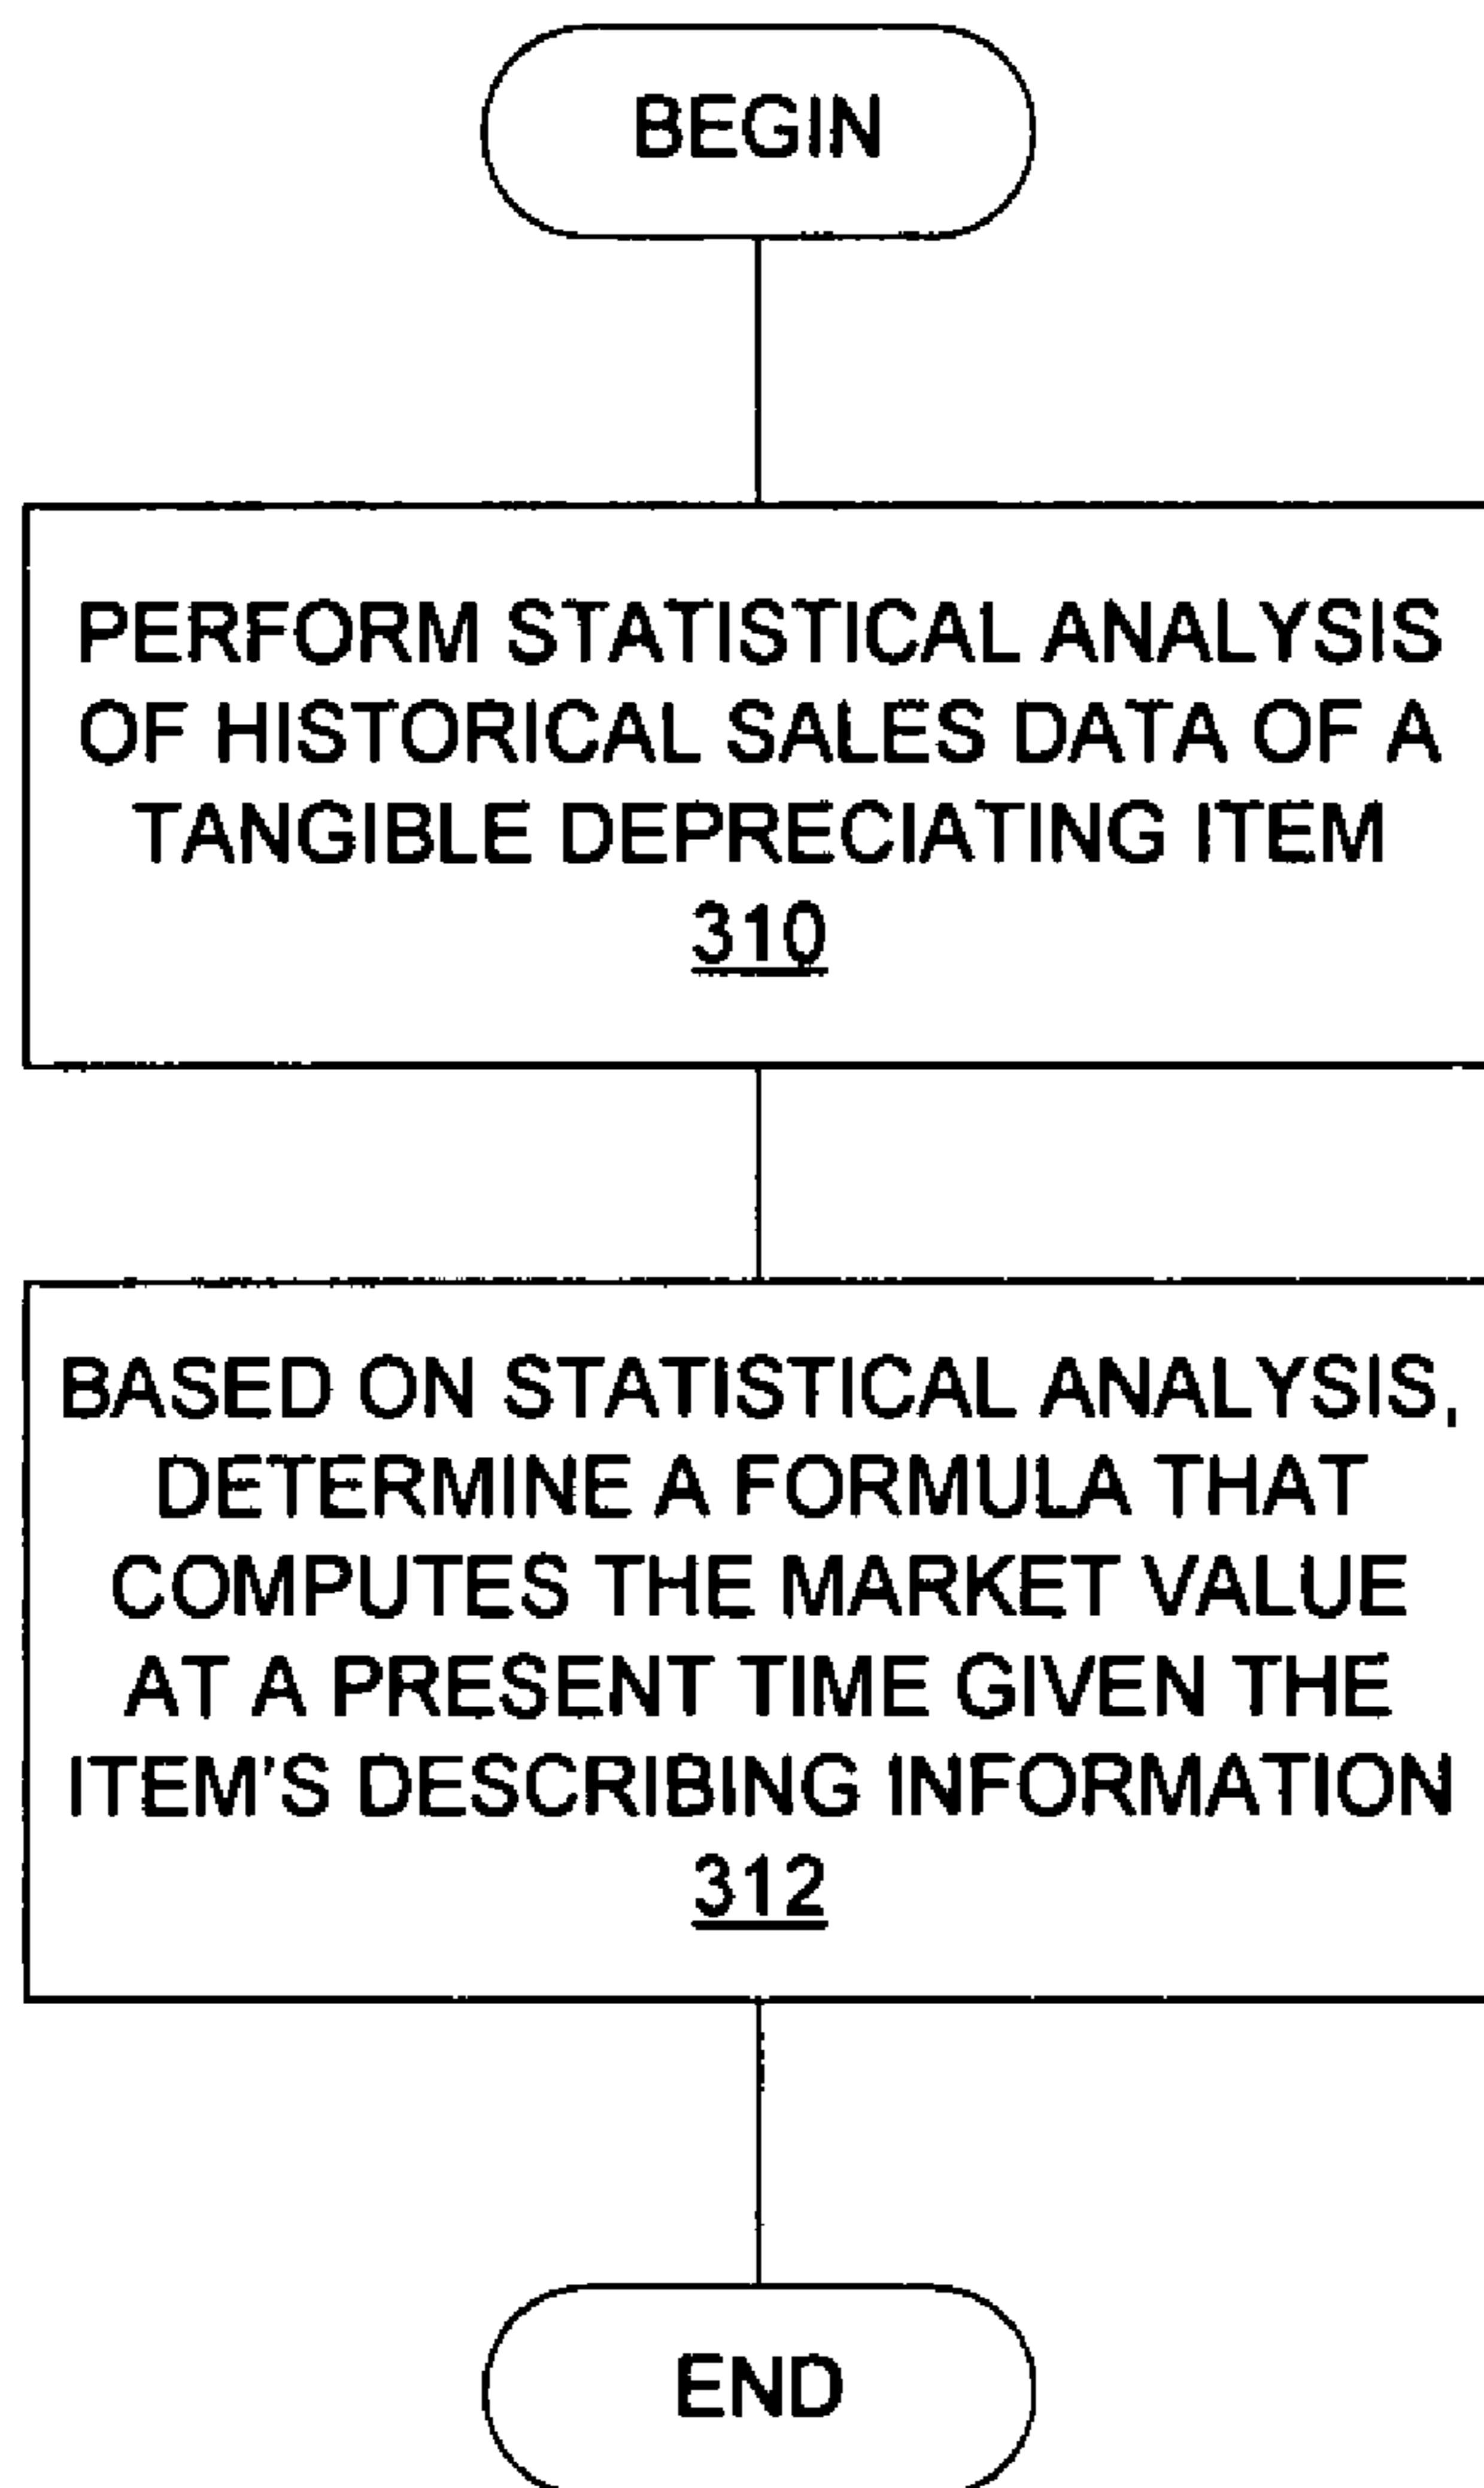 BEGIN
PERFORM STATISTICAL ANALYSIS
OF HISTORICAL SALES DATA OF A
TANGIBLE DEPRECIATING ITEM
310
BASED ON STATISTICAL ANALYSIS,
DETERMINE A FORMULA THAT
COMPUTES THE MARKET VALUE
AT A PRESENT TIME GIVEN THE
ITEM'S DESCRIBING INFORMATION
312
END